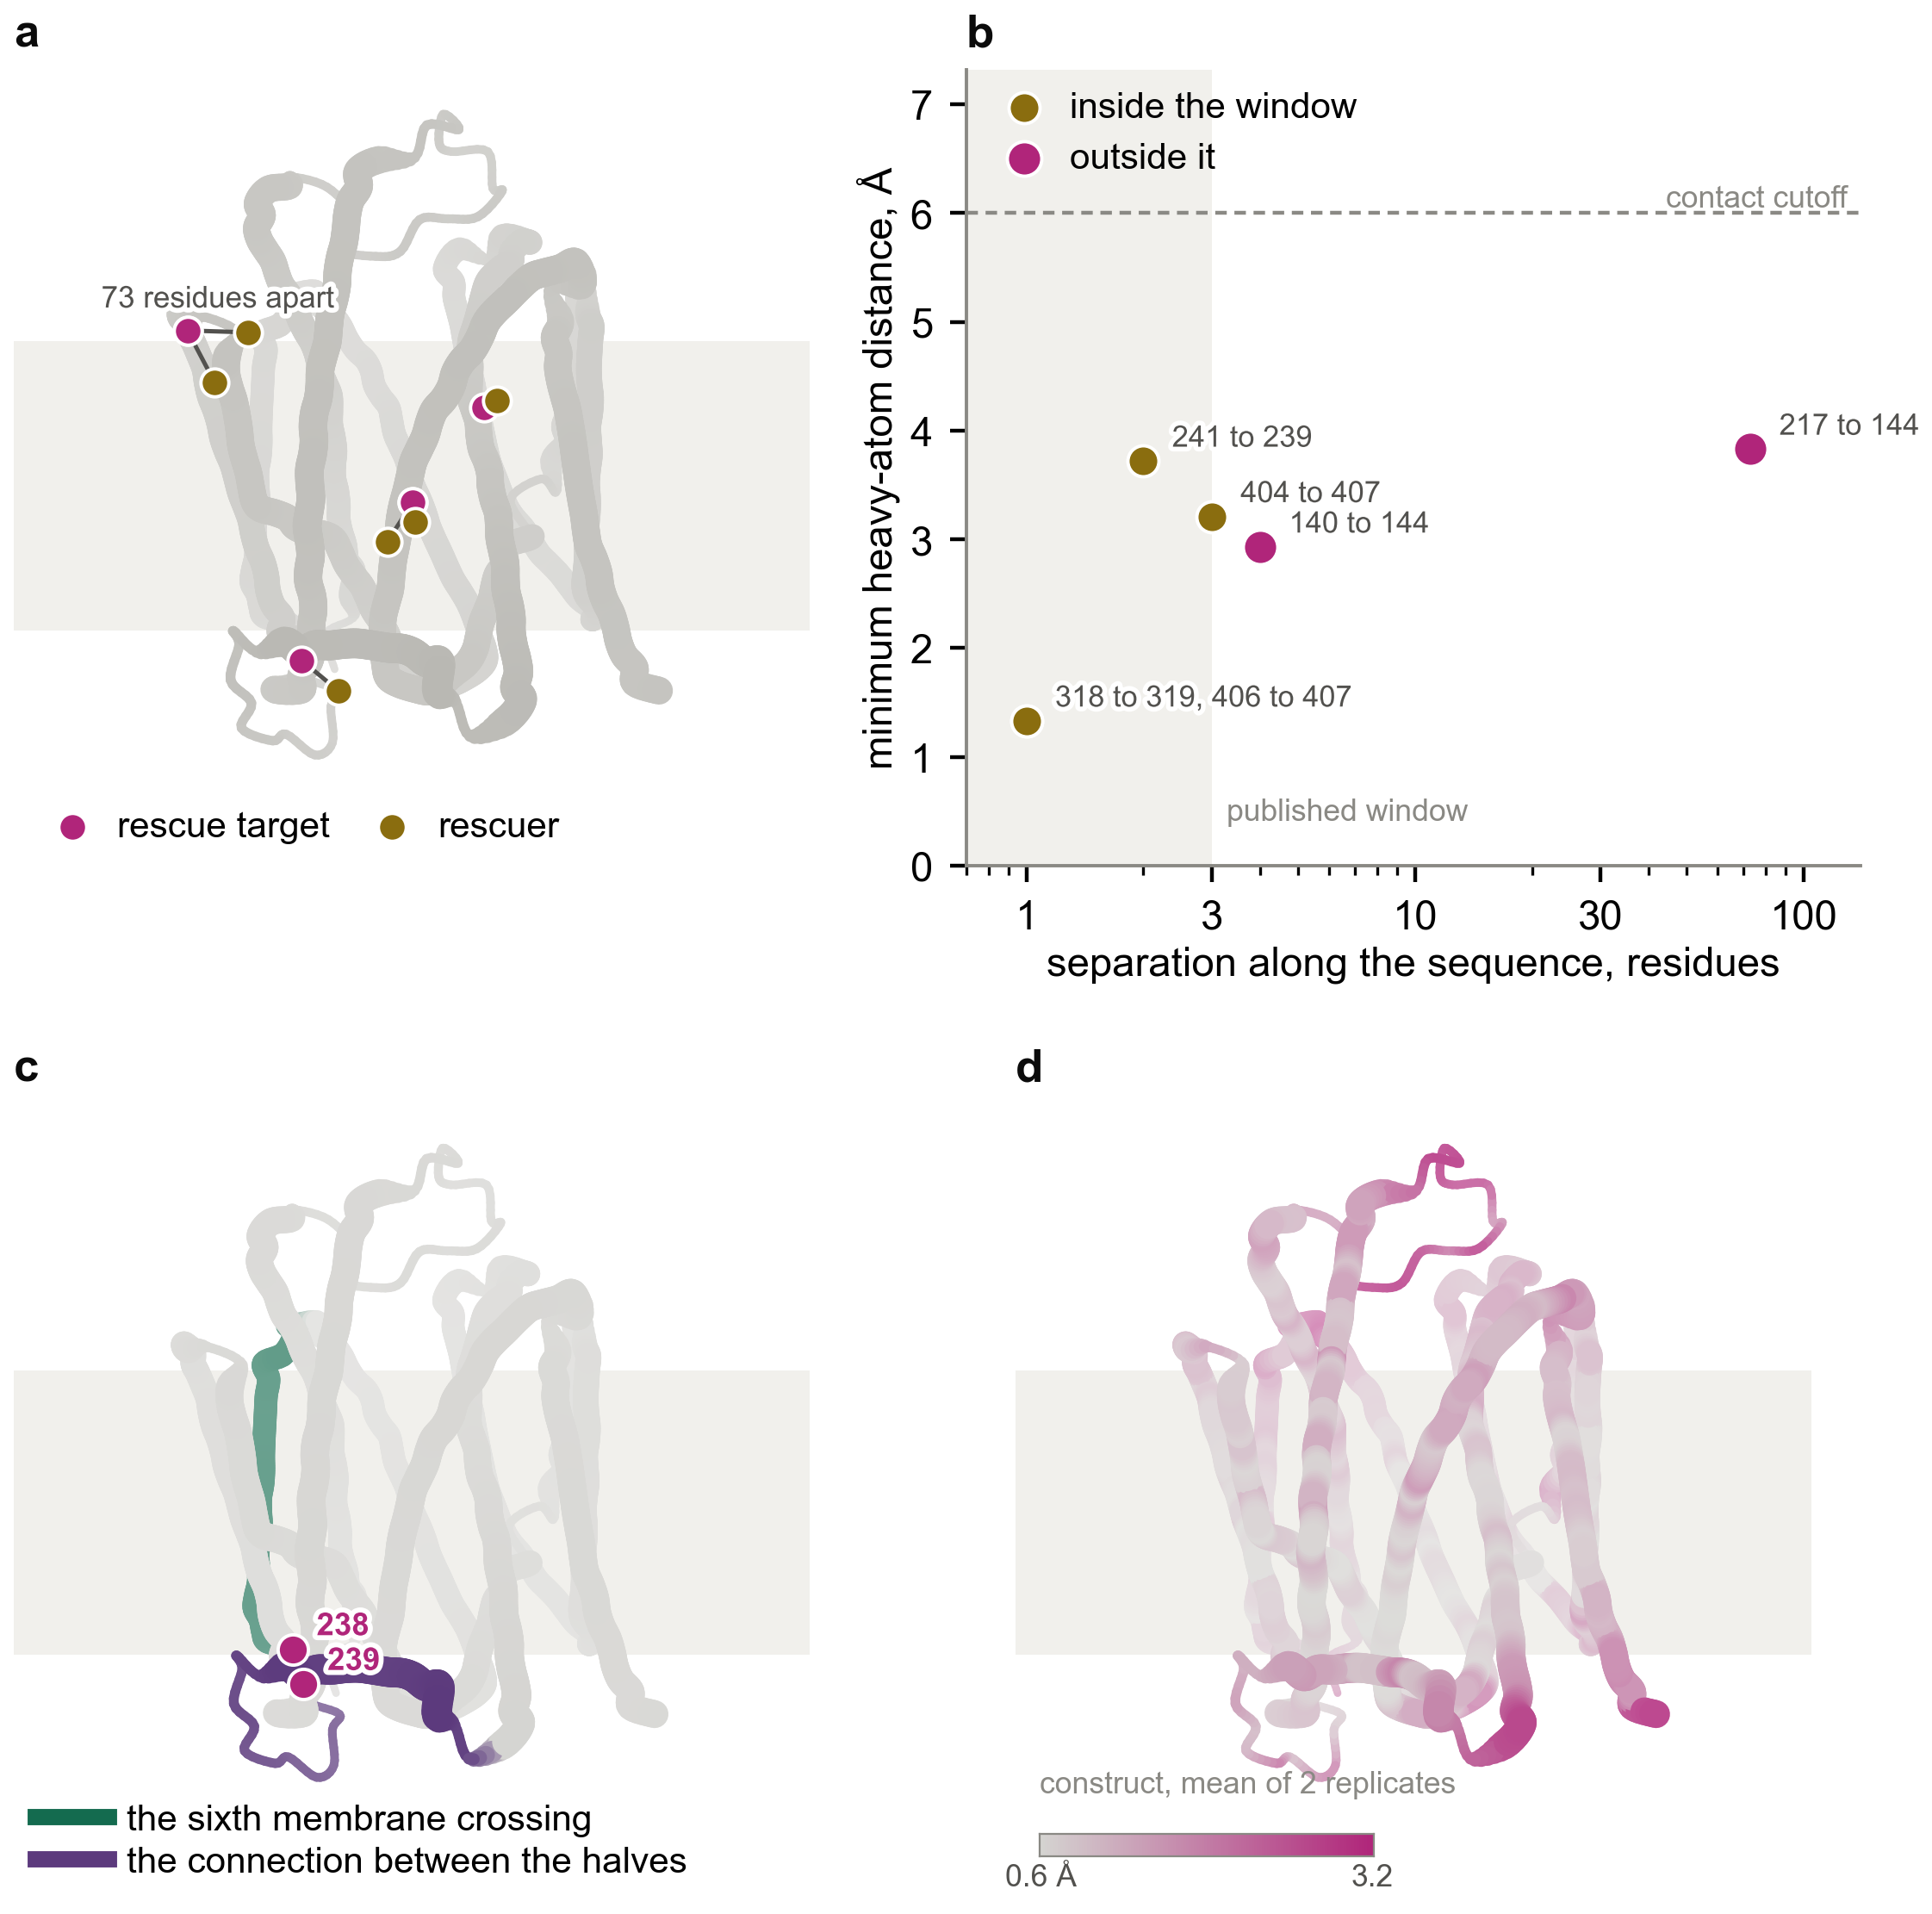 a
73 residues apart
rescue target
rescuer
b
inside the window
outside it
contact cutoff
217 to 144
241 to 239
404 to 407
140 to 144
318 to 319, 406 to 407
published window
minimum heavy-atom distance, Å
7
6
5
4
3
2
1
0
1
3
10
30
100
separation along the sequence, residues
c
238
239
the sixth membrane crossing
the connection between the halves
d
construct, mean of 2 replicates
0.6 Å
3.2